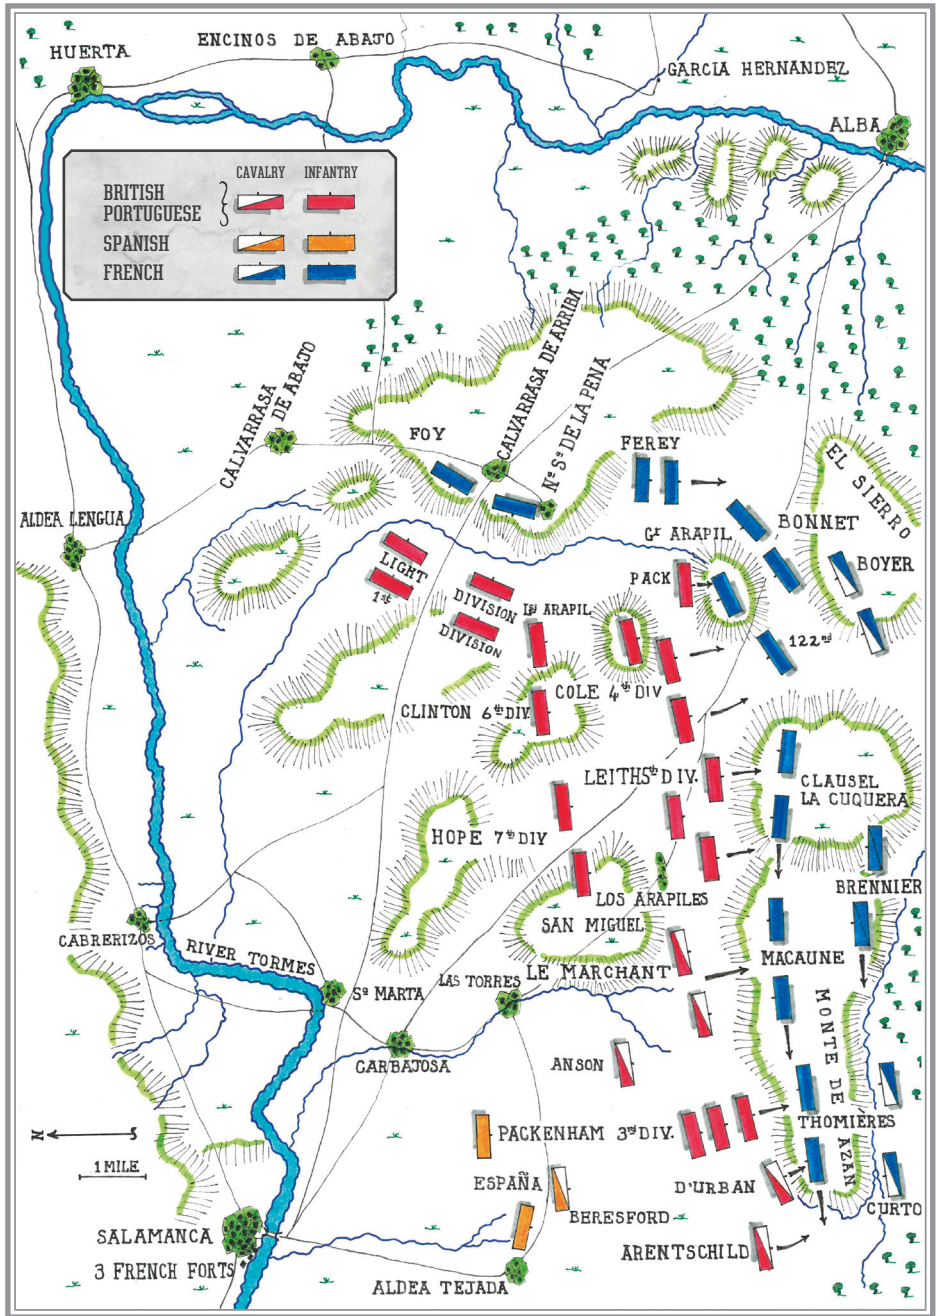 HUERTA
ENCINOS DE ABAJO
GARCIA HERNANDEZ
ALBA
CAVALRY
INFANTRY
BRITISH
PORTUGUESE
SPANISH
FRENCH
CALVARRASA
DE ABAJO
CALVARRASA DE ARRIBA
Nª Sª DE LA PENA
FOY
FEREY
EL SIERRO
ALDEA LENGUA
Gt ARAPIL
BONNET
BOYER
PACK
LIGHT
DIVISION
1st
DIVISION
122nd
COLE 4th DIV
CLINTON 6th DIV.
LEITHS 5th DIV.
CLAUSEL
LA CUQUERA
HOPE 7th DIV
BRENNIER
LOS ARAPILES
SAN MIGUEL
CABRERIZOS
RIVER TORMES
Sª MARTA
LAS TORRES
LE MARCHANT
MACAUNE
MONTE DE
AZAN
CARBAJOSA
ANSON
THOMIÉRES
N S
1 MILE
PACKENHAM 3rd DIV.
ESPAÑA
BERESFORD
D'URBAN
CURTO
SALAMANCA
3 FRENCH FORTS
ALDEA TEJADA
ARENTSCHILD